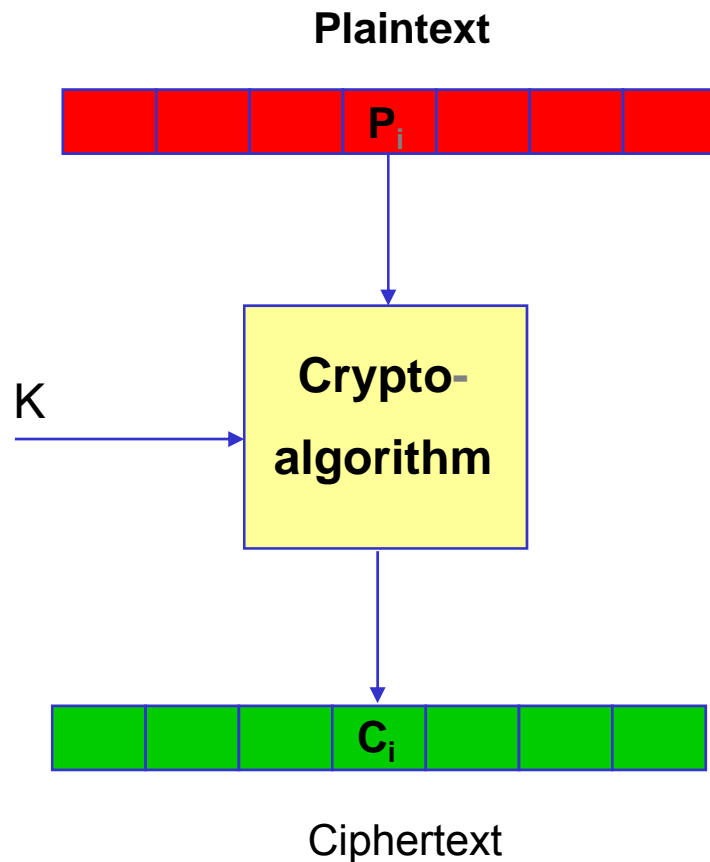 Plaintext
Pi
K
Crypto-
algorithm
Ci
Ciphertext